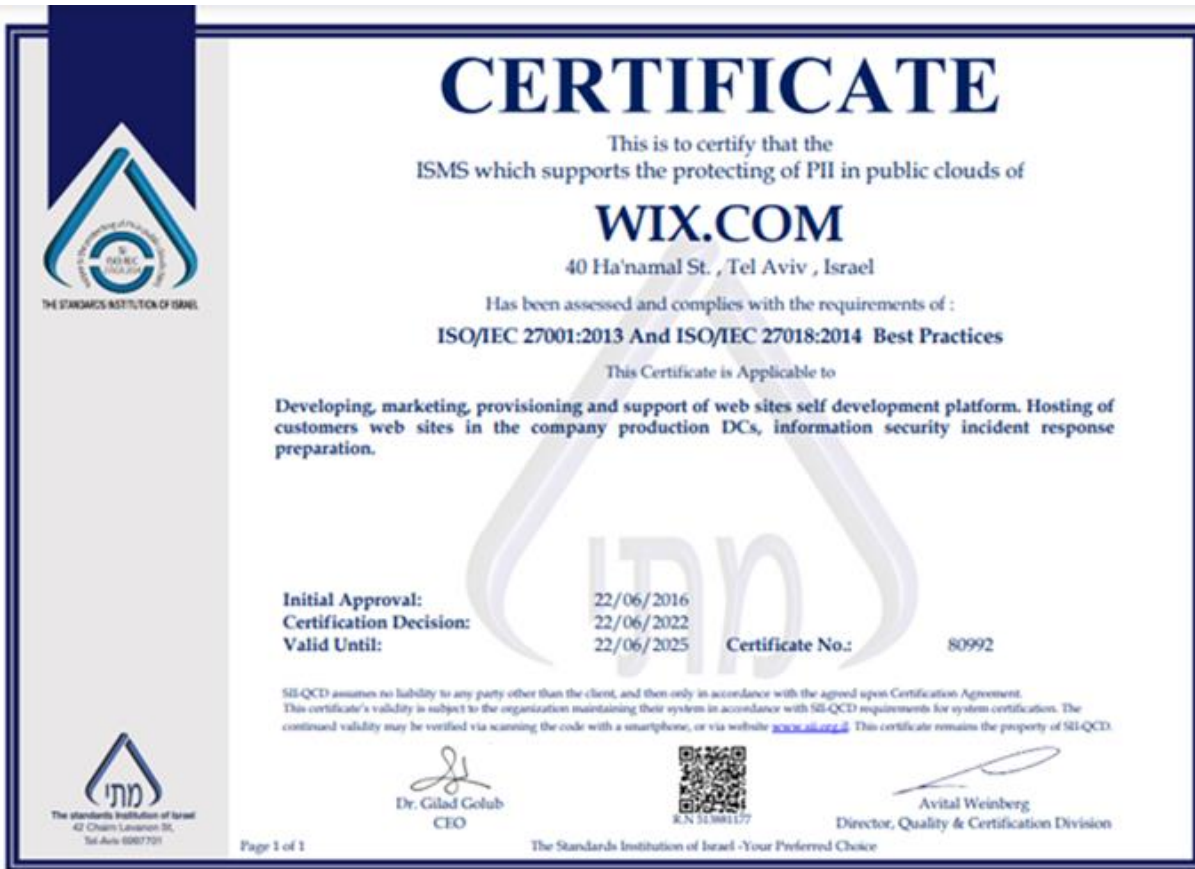 CERTIFICATE
This is to certify that the
ISMS which supports the protecting of PII in public clouds of
WIX.COM
40 Ha'namal St. , Tel Aviv , Israel
Has been assessed and complies with the requirements of :
ISO/IEC 27001:2013 And ISO/IEC 27018:2014 Best Practices
This Certificate is Applicable to
Developing, marketing, provisioning and support of web sites self development platform. Hosting of
customers web sites in the company production DCs, information security incident response
preparation.
THE STANDARDS INSTITUTION OF ISRAEL
מתי
Initial Approval: 22/06/2016
Certification Decision: 22/06/2022
Valid Until: 22/06/2025 Certificate No.: 80992
SII-QCD assumes no liability to any party other than the client, and then only in accordance with the agreed upon Certification Agreement.
This certificate's validity is subject to the organization maintaining their system in accordance with SII-QCD requirements for system certification. The
continued validity may be verified via scanning the code with a smartphone, or via website www.sii.org.il. This certificate remains the property of SII-QCD.
מתי
The standards Institution of Israel
42 Chaim Levanon St,
Tel-Aviv 6997701
Dr. Gilad Golub
CEO
R.N 513881177
Avital Weinberg
Director, Quality & Certification Division
Page 1 of 1
The Standards Institution of Israel -Your Preferred Choice